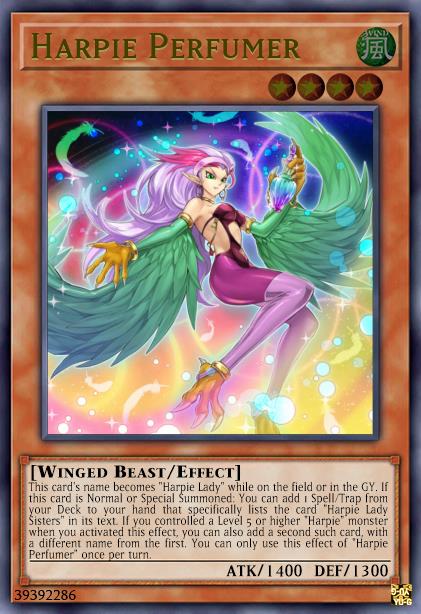 HARPIE PERFUMER
WIND
風
[WINGED BEAST/EFFECT]
This card's name becomes "Harpie Lady" while on the field or in the GY. If
this card is Normal or Special Summoned: You can add 1 Spell/Trap from
your Deck to your hand that specifically lists the card "Harpie Lady
Sisters" in its text. If you controlled a Level 5 or higher "Harpie" monster
when you activated this effect, you can also add a second such card, with
a different name from the first. You can only use this effect of "Harpie
Perfumer" once per turn.
ATK/1400 DEF/1300
39392286